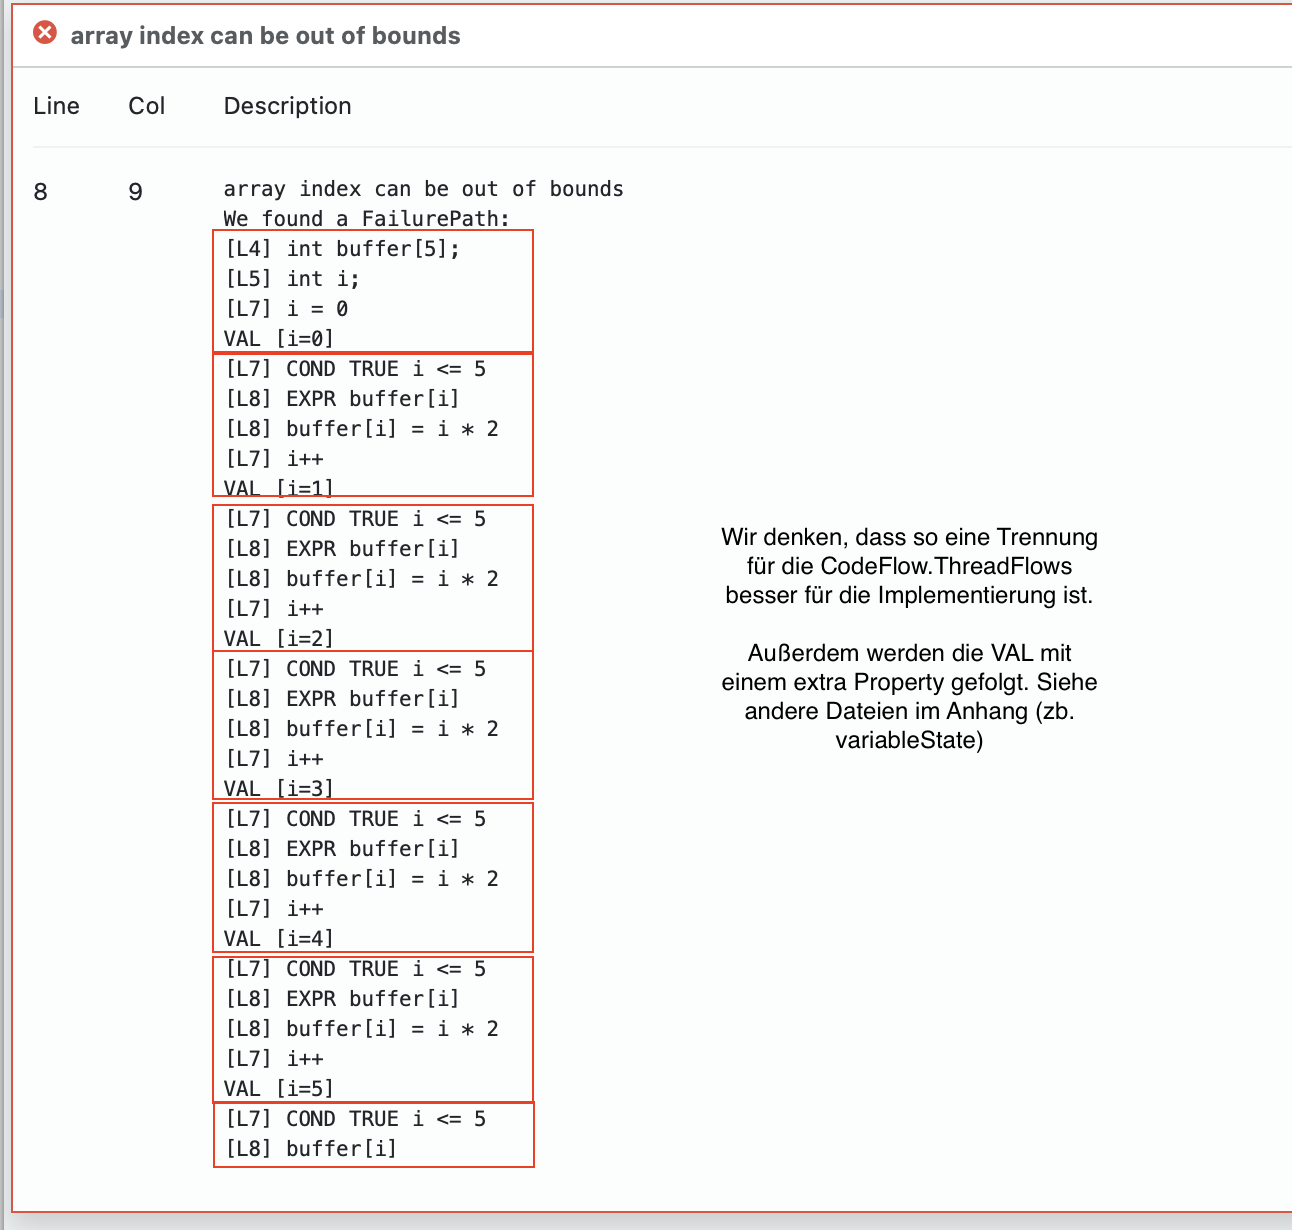 array index can be out of bounds
Line Col Description
8 9 array index can be out of bounds
We found a FailurePath:
[L4] int buffer[5];
[L5] int i;
[L7] i = 0
VAL [i=0]
[L7] COND TRUE i <= 5
[L8] EXPR buffer[i]
[L8] buffer[i] = i * 2
[L7] i++
VAL [i=1]
[L7] COND TRUE i <= 5
[L8] EXPR buffer[i]
[L8] buffer[i] = i * 2
[L7] i++
VAL [i=2]
[L7] COND TRUE i <= 5
[L8] EXPR buffer[i]
[L8] buffer[i] = i * 2
[L7] i++
VAL [i=3]
[L7] COND TRUE i <= 5
[L8] EXPR buffer[i]
[L8] buffer[i] = i * 2
[L7] i++
VAL [i=4]
[L7] COND TRUE i <= 5
[L8] EXPR buffer[i]
[L8] buffer[i] = i * 2
[L7] i++
VAL [i=5]
[L7] COND TRUE i <= 5
[L8] buffer[i]
Wir denken, dass so eine Trennung
für die CodeFlow.ThreadFlows
besser für die Implementierung ist.
Außerdem werden die VAL mit
einem extra Property gefolgt. Siehe
andere Dateien im Anhang (zb.
variableState)